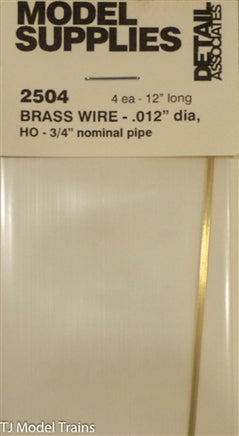 MODEL
SUPPLIES
DETAIL
ASSOCIATES
2504 4 ea - 12" long
BRASS WIRE - .012" dia,
HO - 3/4" nominal pipe
TJ Model Trains